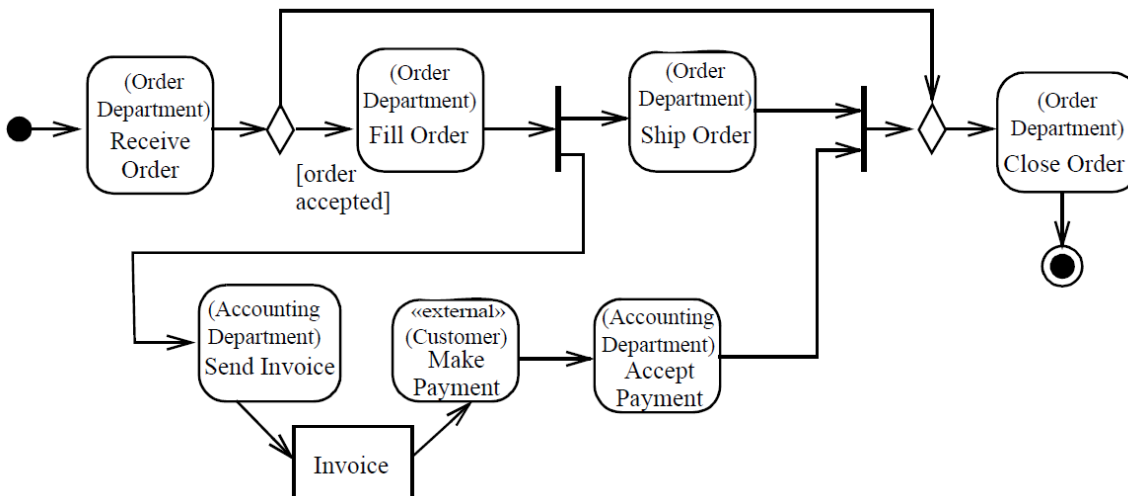 (Order
Department)
Receive
Order
[order
accepted]
(Order
Department)
Fill Order
(Order
Department)
Ship Order
(Order
Department)
Close Order
(Accounting
Department)
Send Invoice
Invoice
«external»
(Customer)
Make
Payment
(Accounting
Department)
Accept
Payment